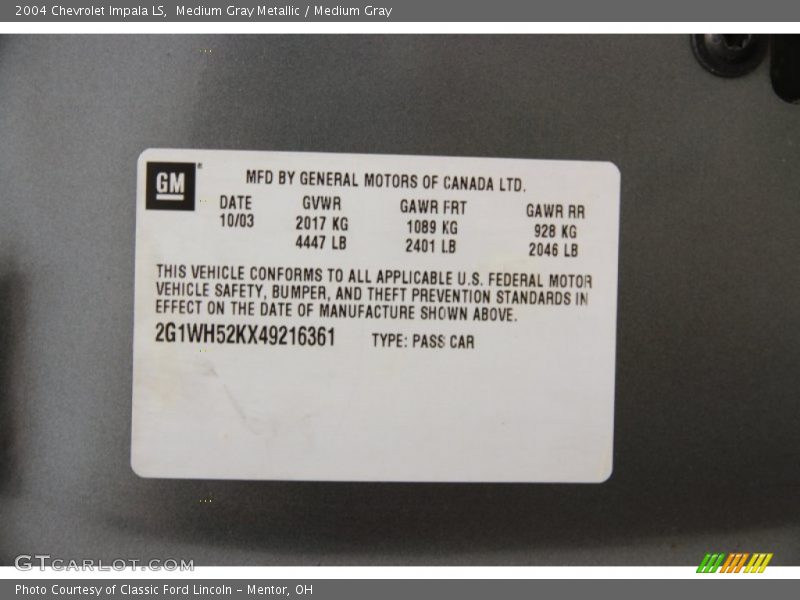 2004 Chevrolet Impala LS, Medium Gray Metallic / Medium Gray
GM®
MFD BY GENERAL MOTORS OF CANADA LTD.
DATE GVWR GAWR FRT GAWR RR
10/03 2017 KG 1089 KG 928 KG
4447 LB 2401 LB 2046 LB
THIS VEHICLE CONFORMS TO ALL APPLICABLE U.S. FEDERAL MOTOR
VEHICLE SAFETY, BUMPER, AND THEFT PREVENTION STANDARDS IN
EFFECT ON THE DATE OF MANUFACTURE SHOWN ABOVE.
2G1WH52KX49216361 TYPE: PASS CAR
GTCARLOT.COM
Photo Courtesy of Classic Ford Lincoln - Mentor, OH